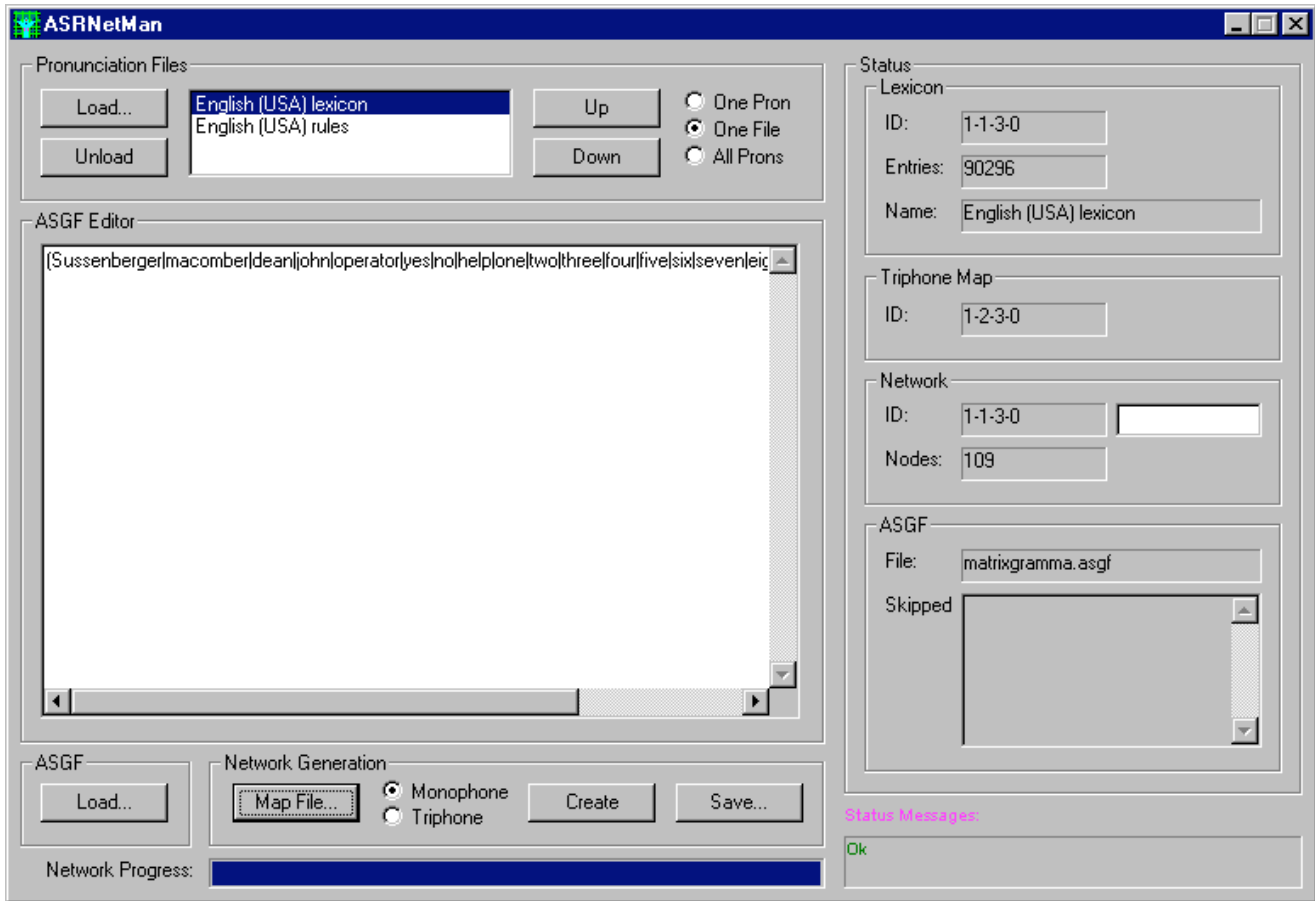 ASRNetMan
Pronunciation Files
Load...
Unload
English (USA) lexicon
English (USA) rules
Up
Down
One Pron
One File
All Prons
ASGF Editor
(Sussenberger|macomber|dean|john|operator|yes|no|help|one|two|three|four|five|six|seven|eig
ASGF
Load...
Network Generation
Map File...
Monophone
Triphone
Create
Save...
Network Progress:
Status
Lexicon
ID: 1-1-3-0
Entries: 90296
Name: English (USA) lexicon
Triphone Map
ID: 1-2-3-0
Network
ID: 1-1-3-0
Nodes: 109
ASGF
File: matrixgramma.asgf
Skipped
Status Messages:
Ok